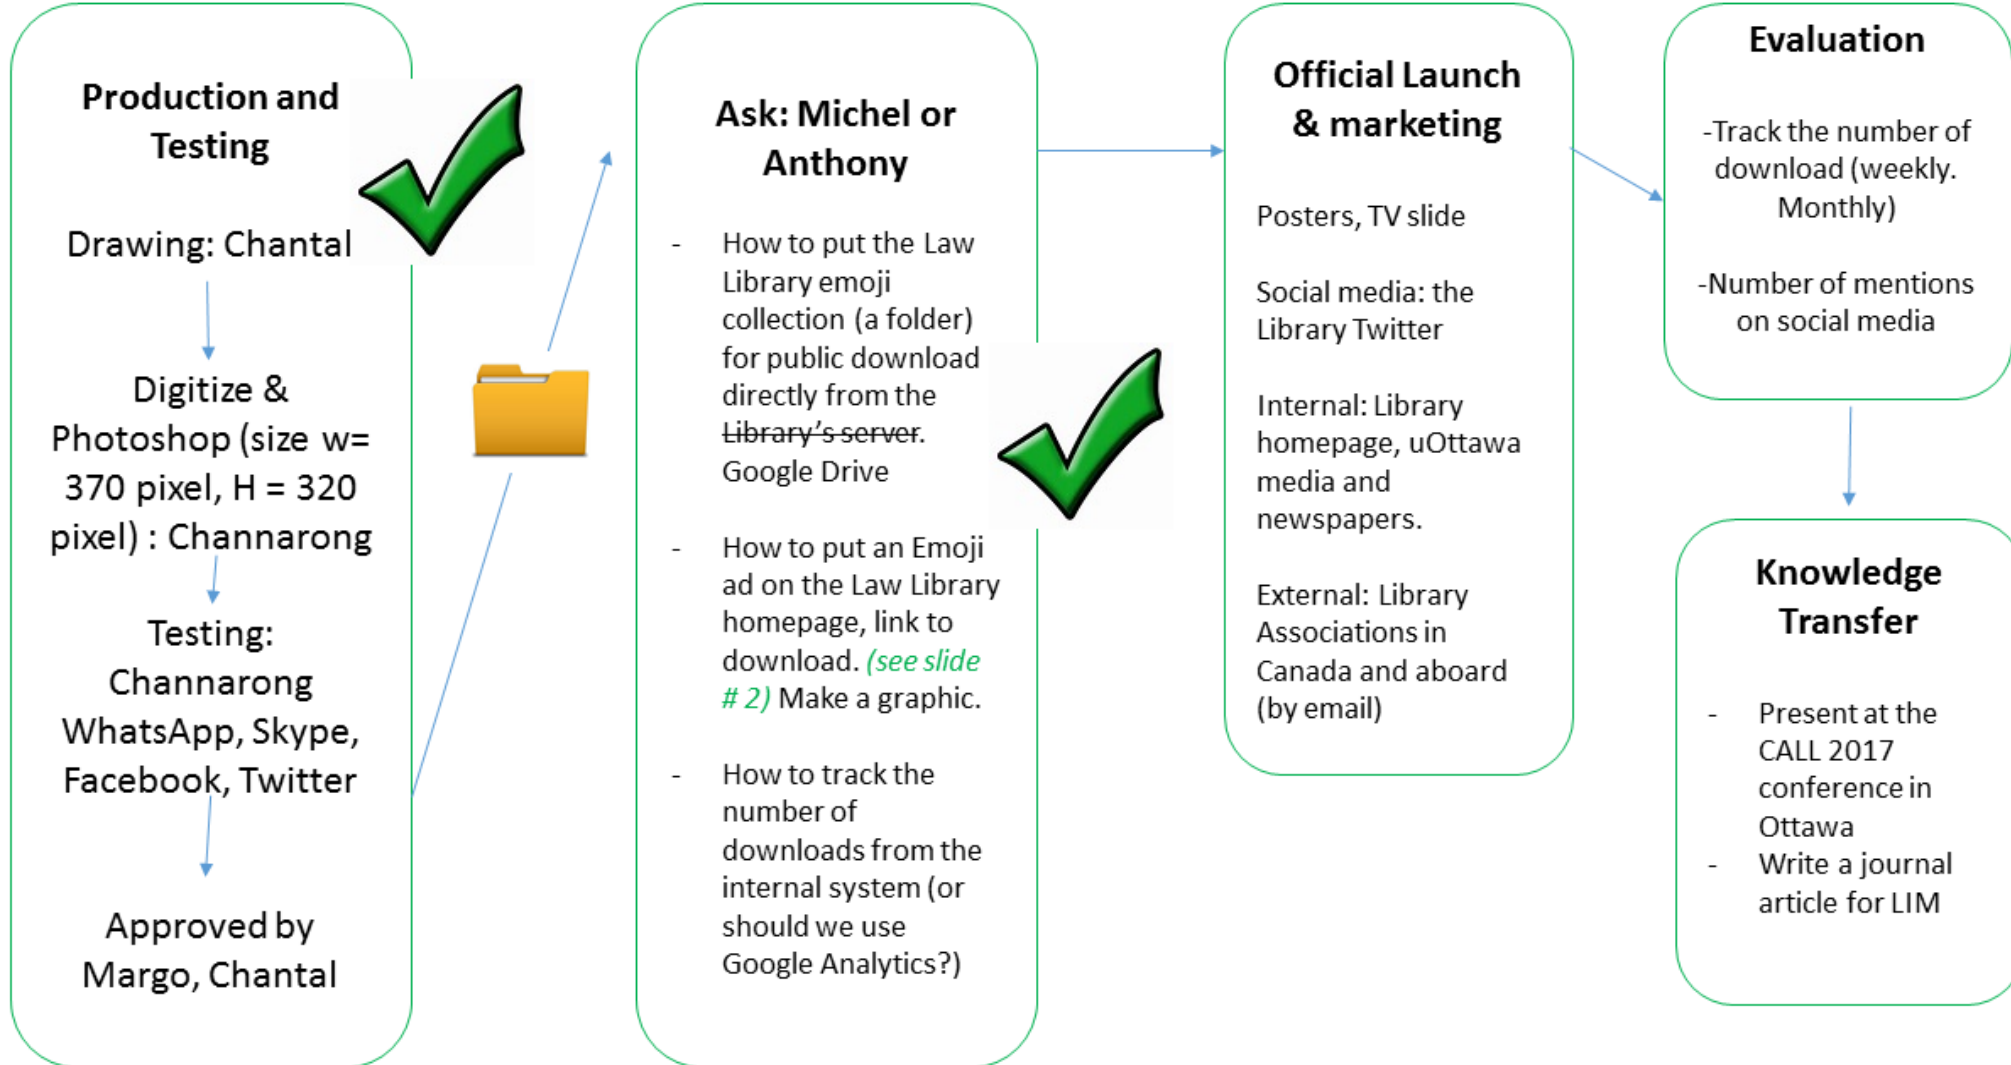 Production and
Testing
Drawing: Chantal
Digitize &
Photoshop (size w=
370 pixel, H = 320
pixel) : Channarong
Testing:
Channarong
WhatsApp, Skype,
Facebook, Twitter
Approved by
Margo, Chantal
Ask: Michel or
Anthony
- How to put the Law
Library emoji
collection (a folder)
for public download
directly from the
Library’s server.
Google Drive
- How to put an Emoji
ad on the Law Library
homepage, link to
download. (see slide
# 2) Make a graphic.
- How to track the
number of
downloads from the
internal system (or
should we use
Google Analytics?)
Official Launch
& marketing
Posters, TV slide
Social media: the
Library Twitter
Internal: Library
homepage, uOttawa
media and
newspapers.
External: Library
Associations in
Canada and aboard
(by email)
Evaluation
-Track the number of
download (weekly.
Monthly)
-Number of mentions
on social media
Knowledge
Transfer
- Present at the
CALL 2017
conference in
Ottawa
- Write a journal
article for LIM